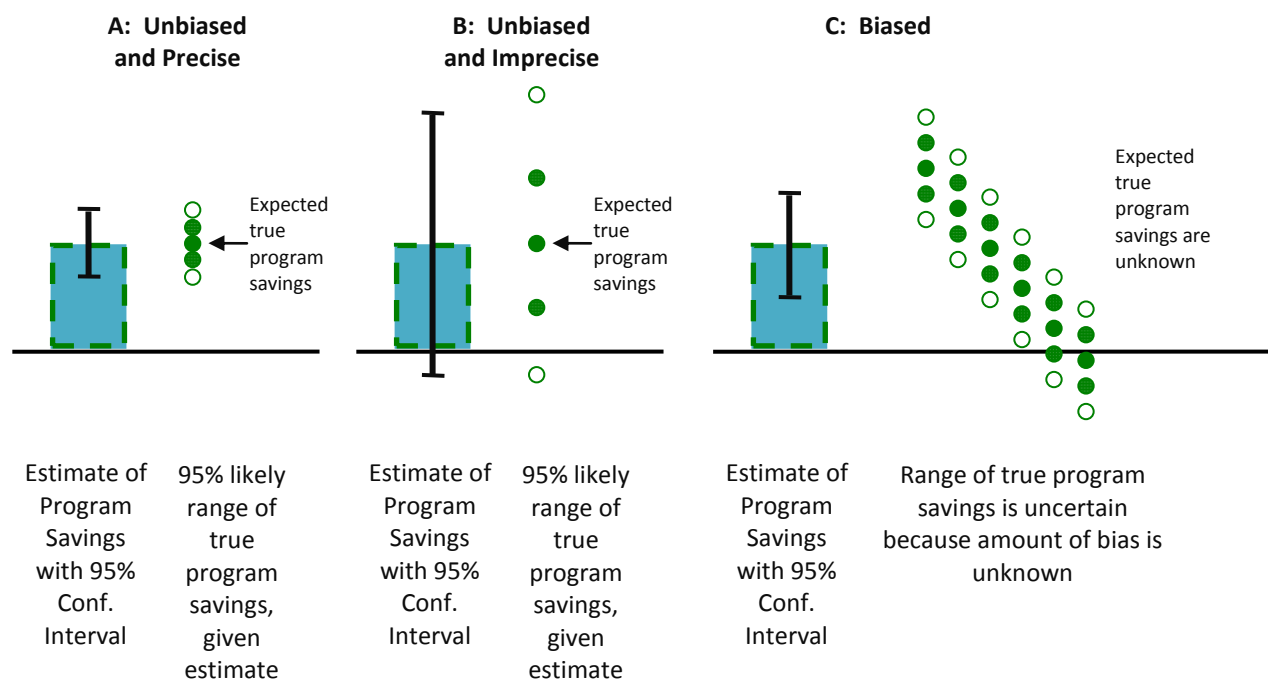 A:  Unbiased
and Precise
B:  Unbiased
and Imprecise
C:  Biased
Expected
true
program
savings
Expected
true
program
savings
Expected
true
program
savings are
unknown
Estimate of
Program
Savings
with 95%
Conf.
Interval
95% likely
range of
true
program
savings,
given
estimate
Estimate of
Program
Savings
with 95%
Conf.
Interval
95% likely
range of
true
program
savings,
given
estimate
Estimate of
Program
Savings
with 95%
Conf.
Interval
Range of true program
savings is uncertain
because amount of bias is
unknown